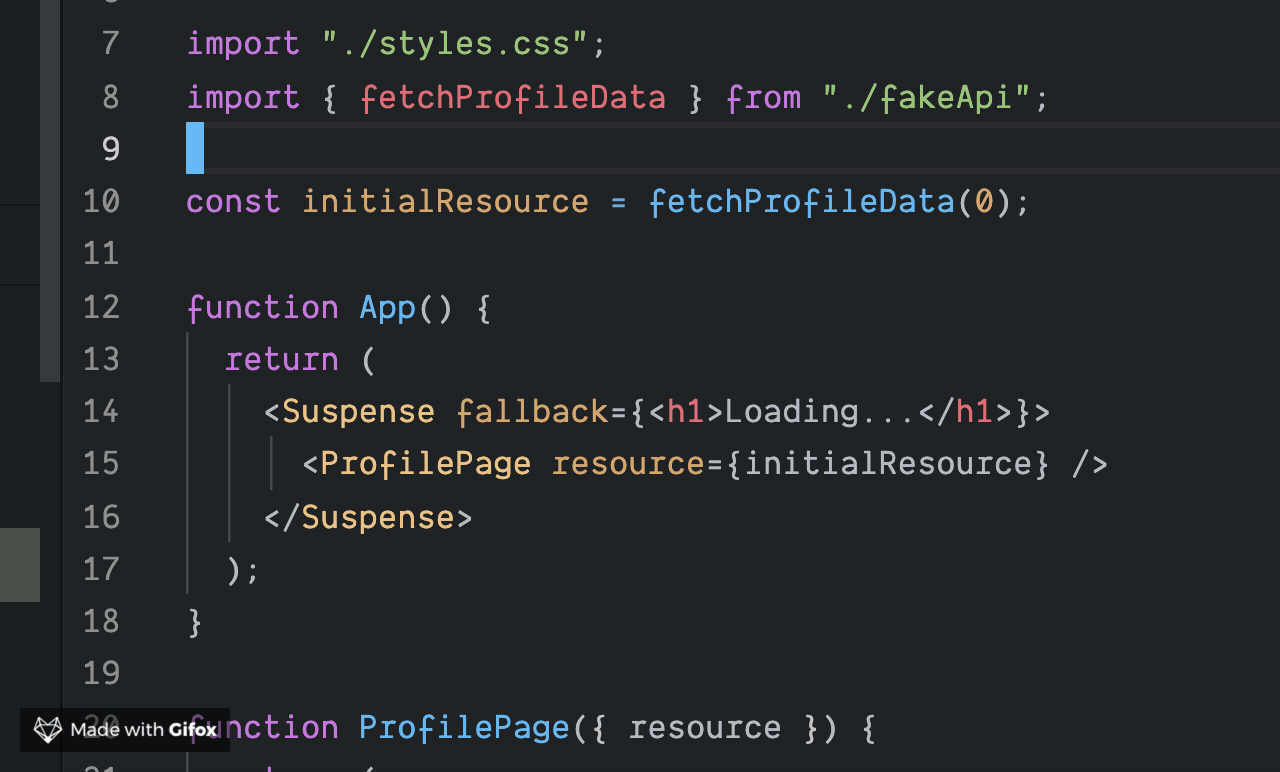 7 import "./styles.css";
8 import { fetchProfileData } from "./fakeApi";
9
10 const initialResource = fetchProfileData(0);
11
12 function App() {
13 return (
14 <Suspense fallback={<h1>Loading...</h1>}>
15 <ProfilePage resource={initialResource} />
16 </Suspense>
17 );
18 }
19
20 function ProfilePage({ resource }) {
Made with Gifox